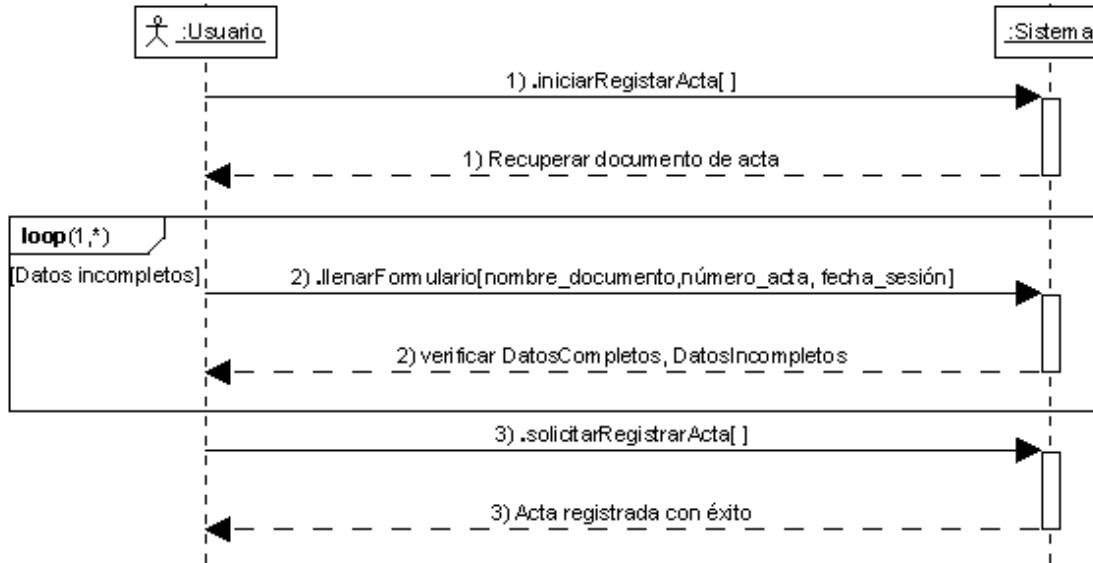 :Usuario
:Sistema
1) .iniciarRegistarActa[ ]
1) Recuperar documento de acta
loop(1,*)
[Datos incompletos]
2) .llenarFormulario[nombre_documento,número_acta, fecha_sesión]
2) verificar DatosCompletos, DatosIncompletos
3) .solicitarRegistrarActa[ ]
3) Acta registrada con éxito